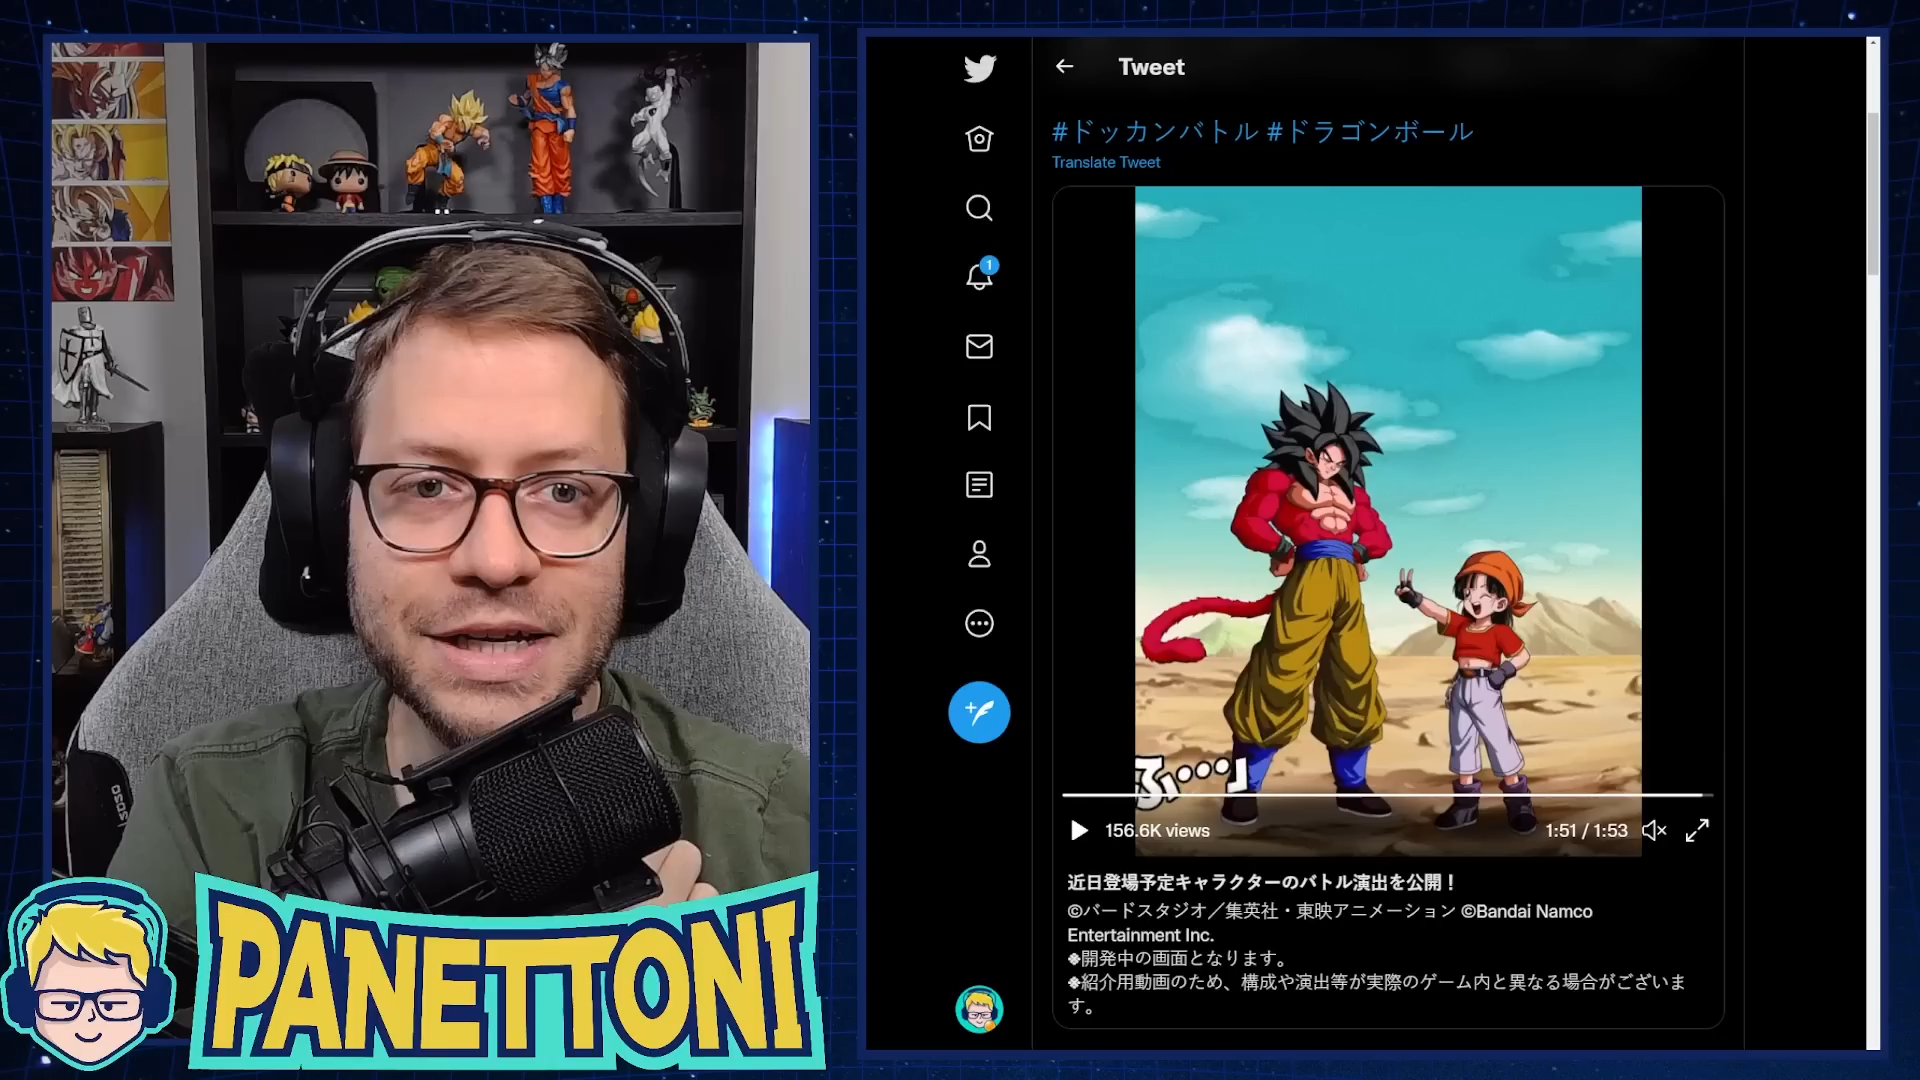 Tweet
#ドッカンバトル #ドラゴンボール
Translate Tweet
1
ふ…」
156.6K views
1:51 / 1:53
近日登場予定キャラクターのバトル演出を公開！
©バードスタジオ／集英社・東映アニメーション ©Bandai Namco
Entertainment Inc.
※開発中の画面となります。
※紹介用動画のため、構成や演出等が実際のゲーム内と異なる場合がございま
す。
PANETTONI